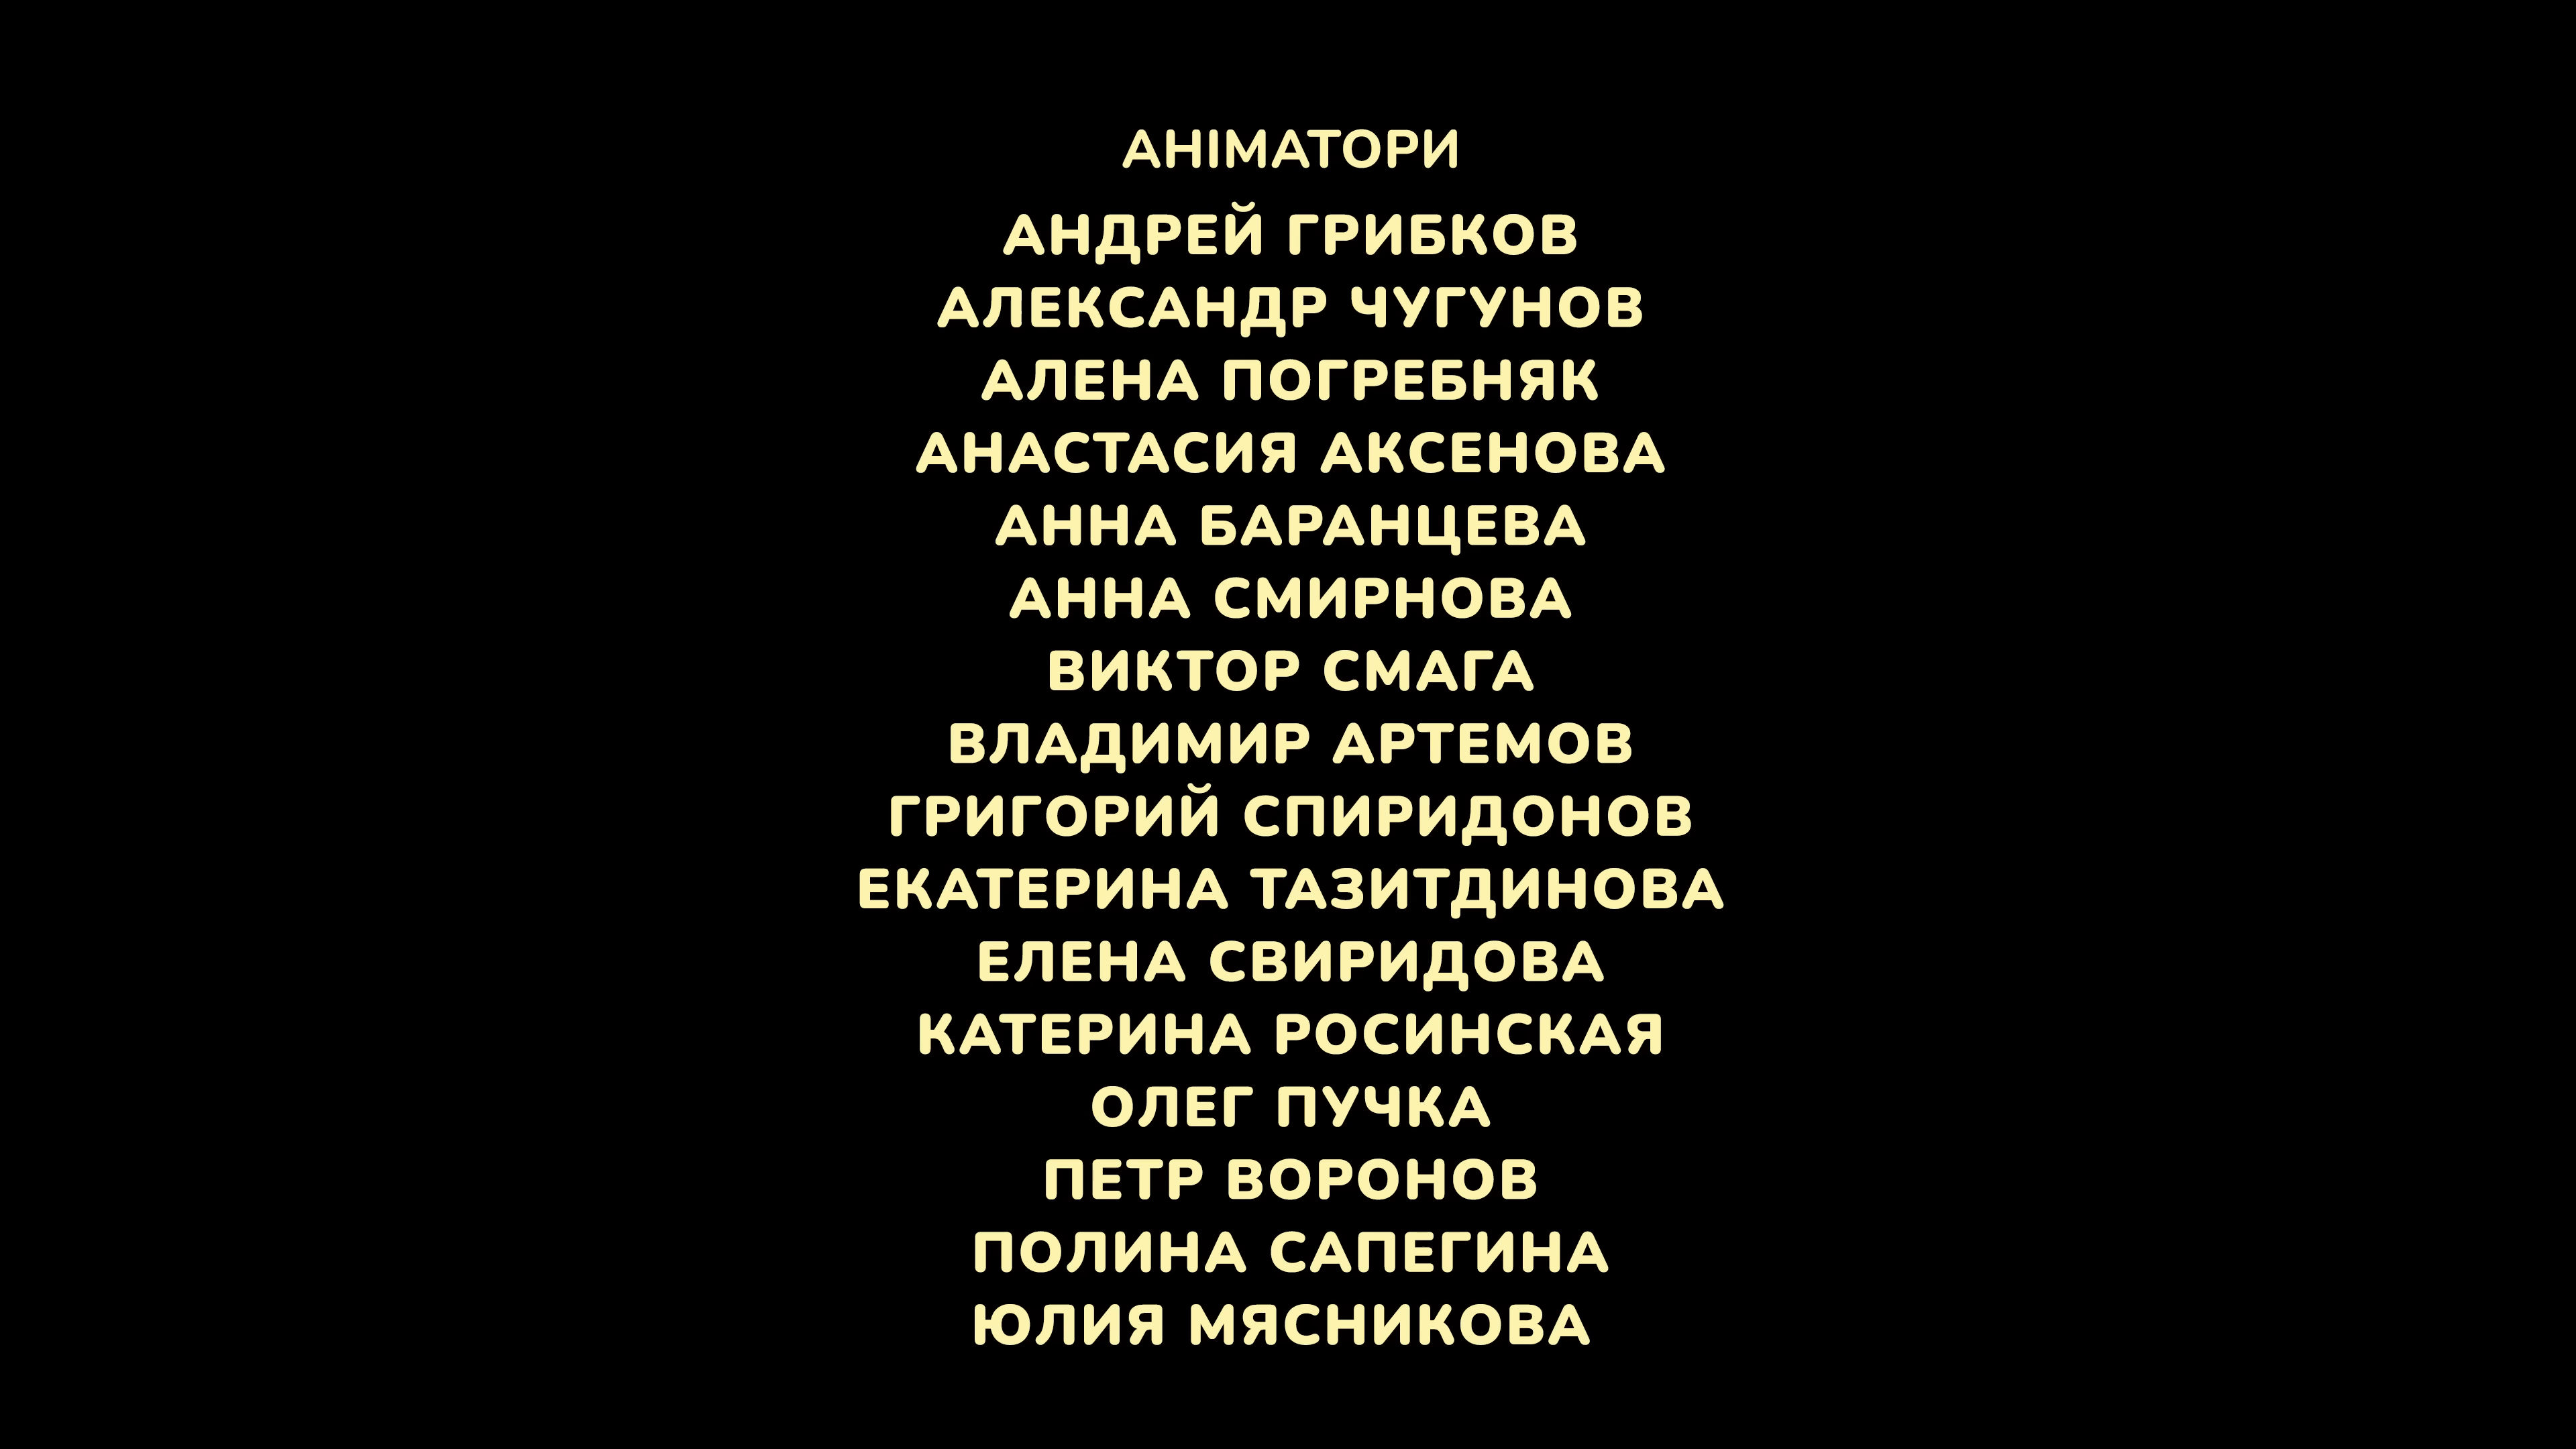 АНІМАТОРИ
АНДРЕЙ ГРИБКОВ
АЛЕКСАНДР ЧУГУНОВ
АЛЕНА ПОГРЕБНЯК
АНАСТАСИЯ АКСЕНОВА
АННА БАРАНЦЕВА
АННА СМИРНОВА
ВИКТОР СМАГА
ВЛАДИМИР АРТЕМОВ
ГРИГОРИЙ СПИРИДОНОВ
ЕКАТЕРИНА ТАЗИТДИНОВА
ЕЛЕНА СВИРИДОВА
КАТЕРИНА РОСИНСКАЯ
ОЛЕГ ПУЧКА
ПЕТР ВОРОНОВ
ПОЛИНА САПЕГИНА
ЮЛИЯ МЯСНИКОВА